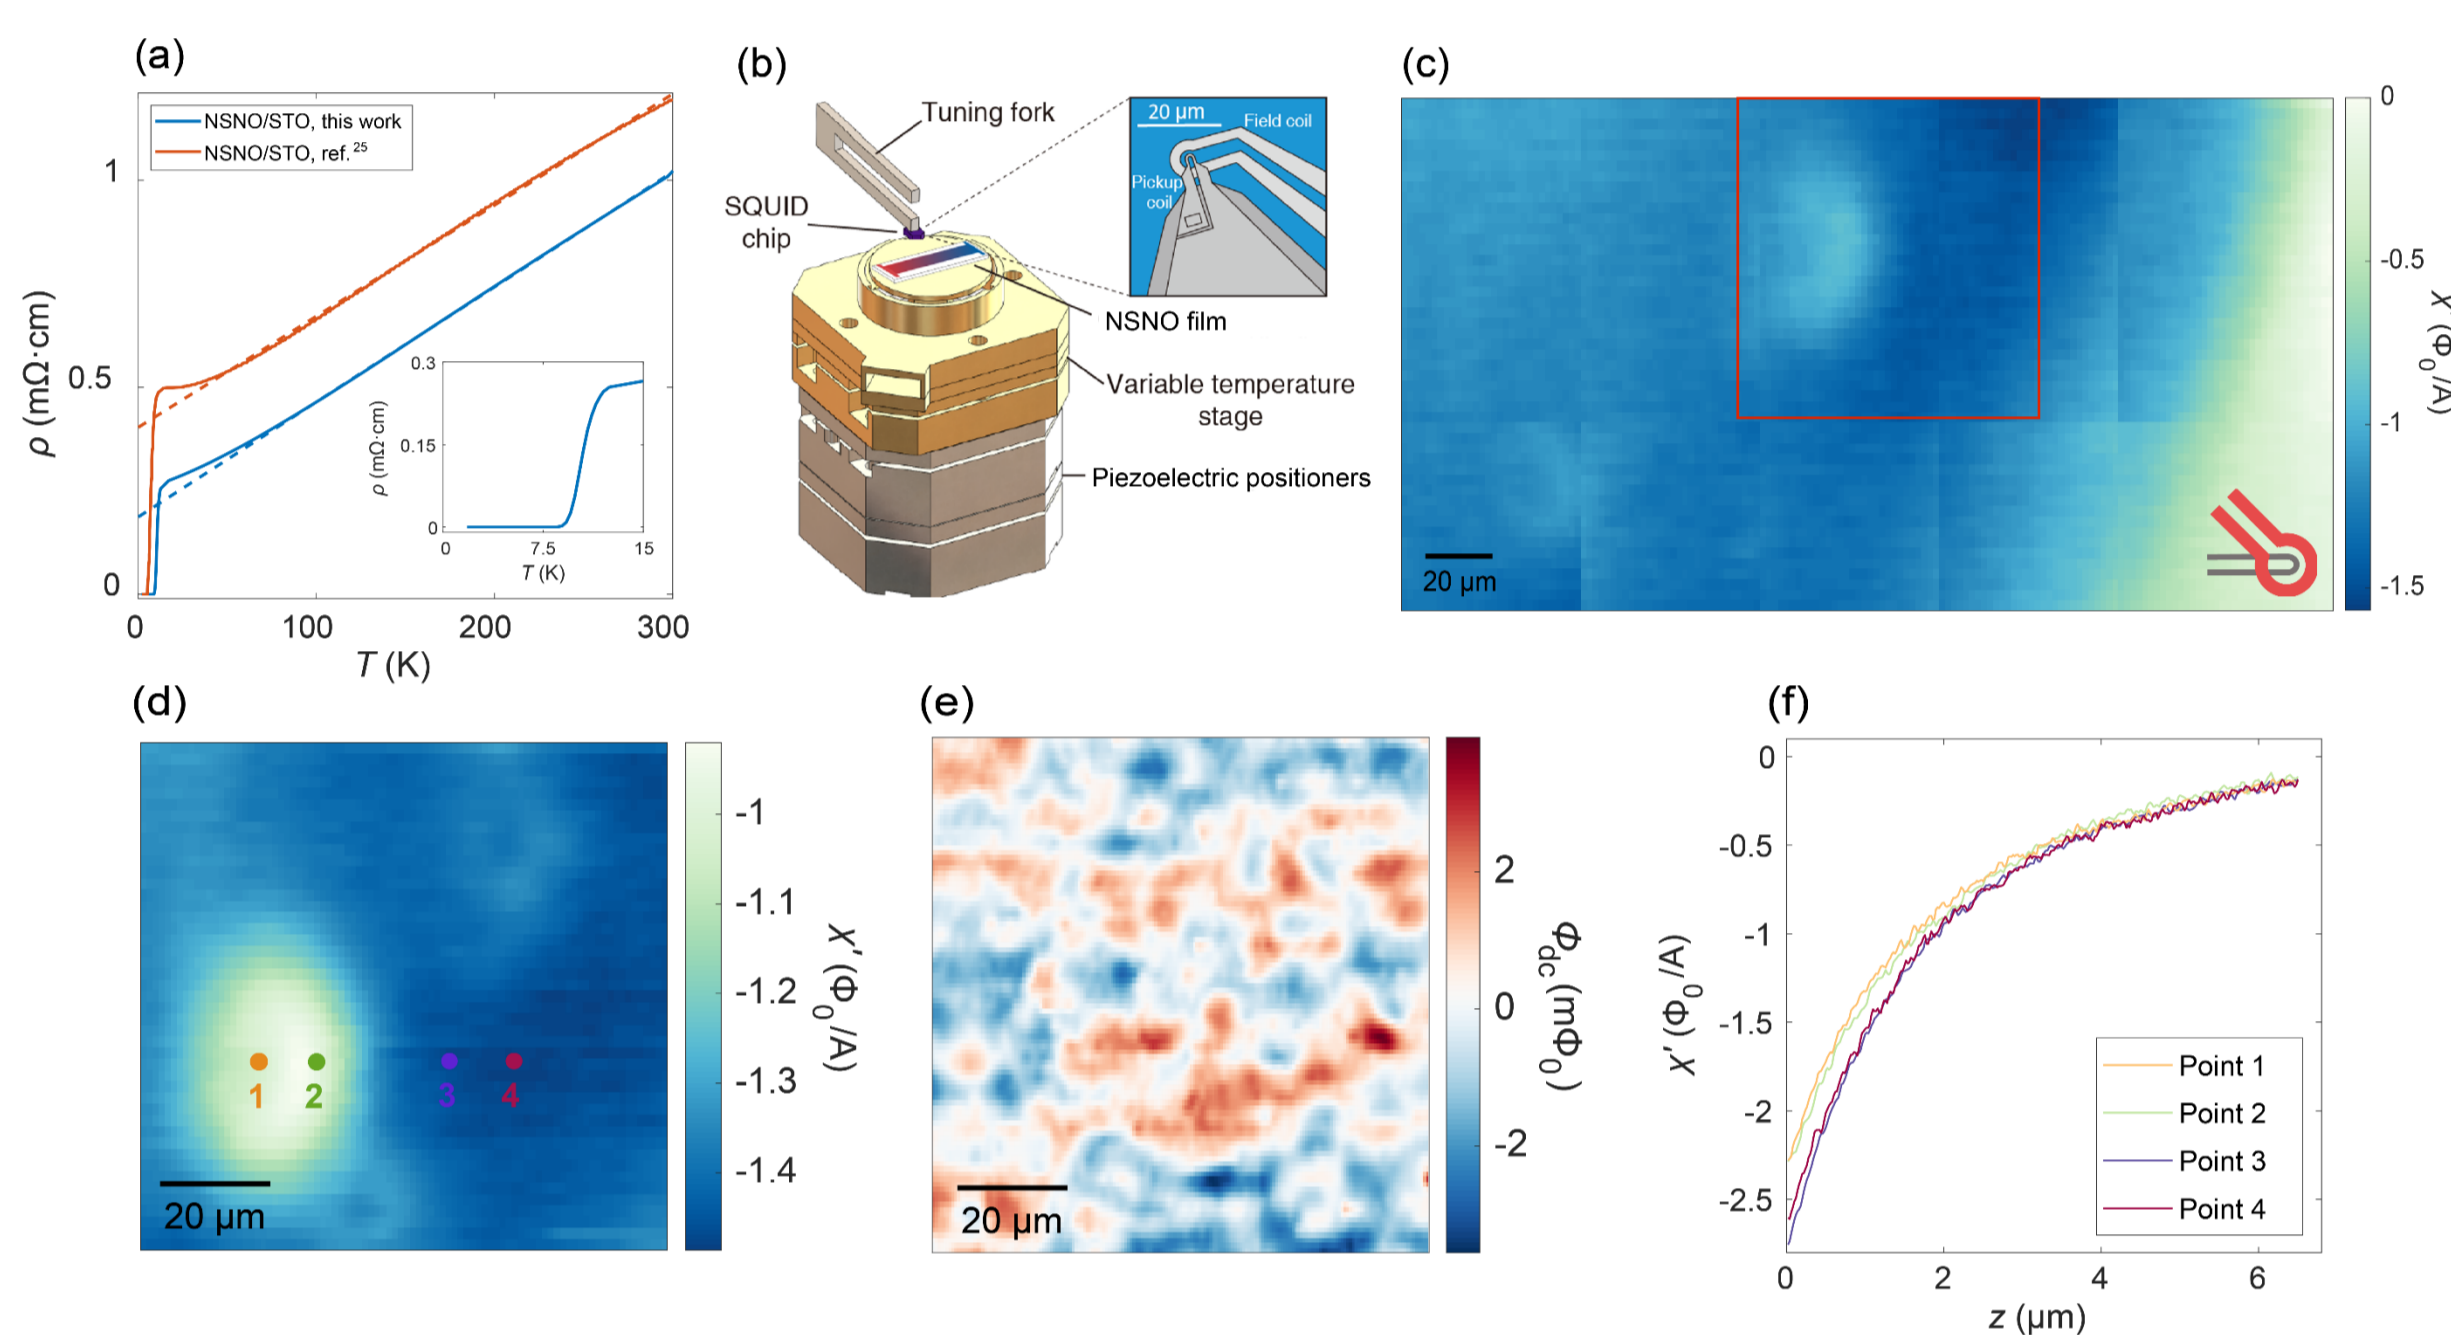 (a)
NSNO/STO, this work
NSNO/STO, ref. 25
ρ (mΩ·cm)
1
0.5
0
0
100
200
300
T (K)
ρ (mΩ·cm)
0.3
0.15
0
0
7.5
15
T (K)
(b)
Tuning fork
SQUID
chip
20 µm
Field coil
Pickup
coil
NSNO film
Variable temperature
stage
Piezoelectric positioners
(c)
20 µm
0
-0.5
-1
-1.5
χ' (Φ0/A)
(d)
1
2
3
4
20 µm
-1
-1.1
-1.2
-1.3
-1.4
χ' (Φ0/A)
(e)
20 µm
2
0
-2
Φdc (mΦ0)
(f)
χ' (Φ0/A)
0
-0.5
-1
-1.5
-2
-2.5
Point 1
Point 2
Point 3
Point 4
0
2
4
6
z (µm)